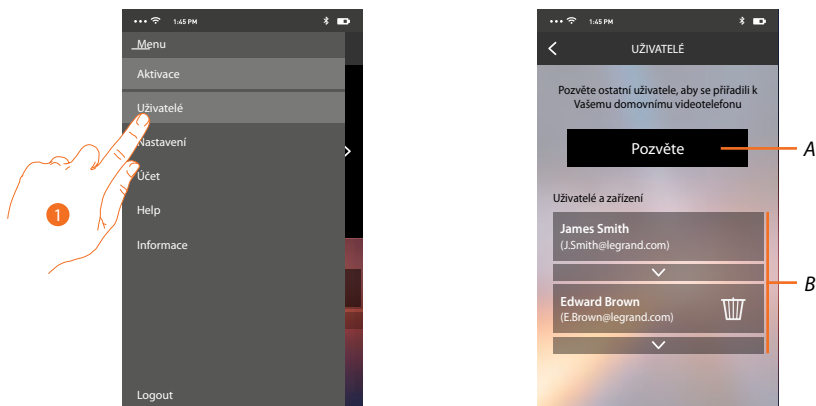 1:45 PM
Menu
Aktivace
Uživatelé
Nastavení
Účet
Help
Informace
Logout
1
1:45 PM
UŽIVATELÉ
Pozvěte ostatní uživatele, aby se přiřadili k
Vašemu domovnímu videotelefonu
Pozvěte
A
Uživatelé a zařízení
James Smith
(J.Smith@legrand.com)
Edward Brown
(E.Brown@legrand.com)
B